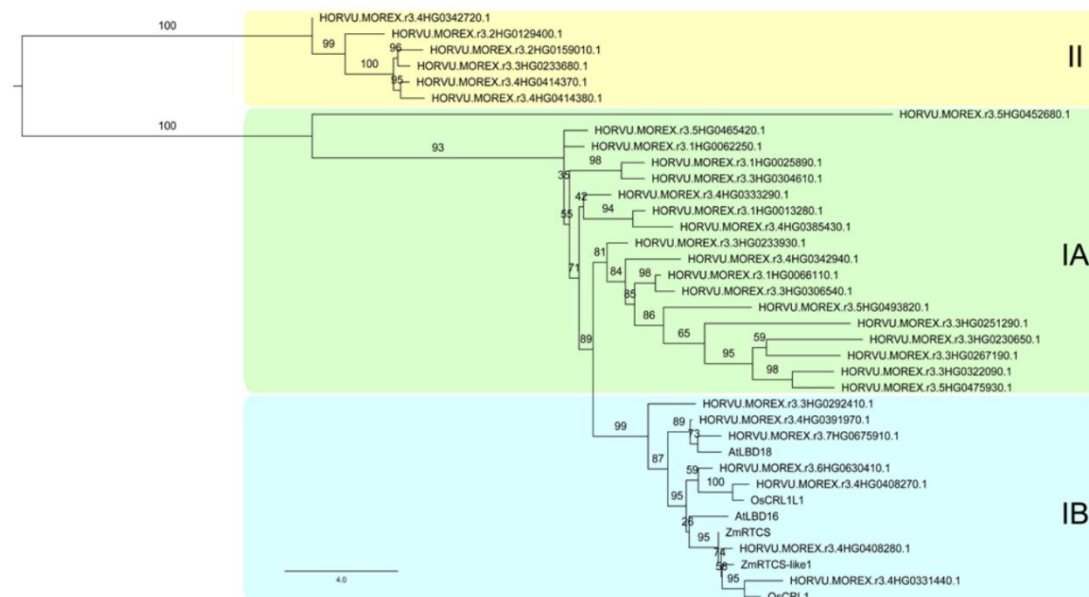 HORVU.MOREX.r3.4HG0342720.1
100
HORVU.MOREX.r3.2HG0129400.1
99
96
HORVU.MOREX.r3.2HG0159010.1
II
100
HORVU.MOREX.r3.3HG0233680.1
95
HORVU.MOREX.r3.4HG0414370.1
HORVU.MOREX.r3.4HG0414380.1
HORVU.MOREX.r3.5HG0452680.1
100
HORVU.MOREX.r3.5HG0465420.1
93
HORVU.MOREX.r3.1HG0062250.1
98
HORVU.MOREX.r3.1HG0025890.1
35
HORVU.MOREX.r3.3HG0304610.1
42
HORVU.MOREX.r3.4HG0333290.1
94
HORVU.MOREX.r3.1HG0013280.1
55
HORVU.MOREX.r3.4HG0385430.1
HORVU.MOREX.r3.3HG0233930.1
81
IA
HORVU.MOREX.r3.4HG0342940.1
71
84
98
HORVU.MOREX.r3.1HG0066110.1
HORVU.MOREX.r3.3HG0306540.1
85
HORVU.MOREX.r3.5HG0493820.1
86
HORVU.MOREX.r3.3HG0251290.1
65
89
59
HORVU.MOREX.r3.3HG0230650.1
95
HORVU.MOREX.r3.3HG0267190.1
98
HORVU.MOREX.r3.3HG0322090.1
HORVU.MOREX.r3.5HG0475930.1
HORVU.MOREX.r3.3HG0292410.1
99
89
HORVU.MOREX.r3.4HG0391970.1
73
HORVU.MOREX.r3.7HG0675910.1
AtLBD18
87
59
HORVU.MOREX.r3.6HG0630410.1
100
HORVU.MOREX.r3.4HG0408270.1
95
OsCRL1L1
26
AtLBD16
IB
95
ZmRTCS
74
HORVU.MOREX.r3.4HG0408280.1
58
ZmRTCS-like1
4.0
95
HORVU.MOREX.r3.4HG0331440.1
OsCRL1